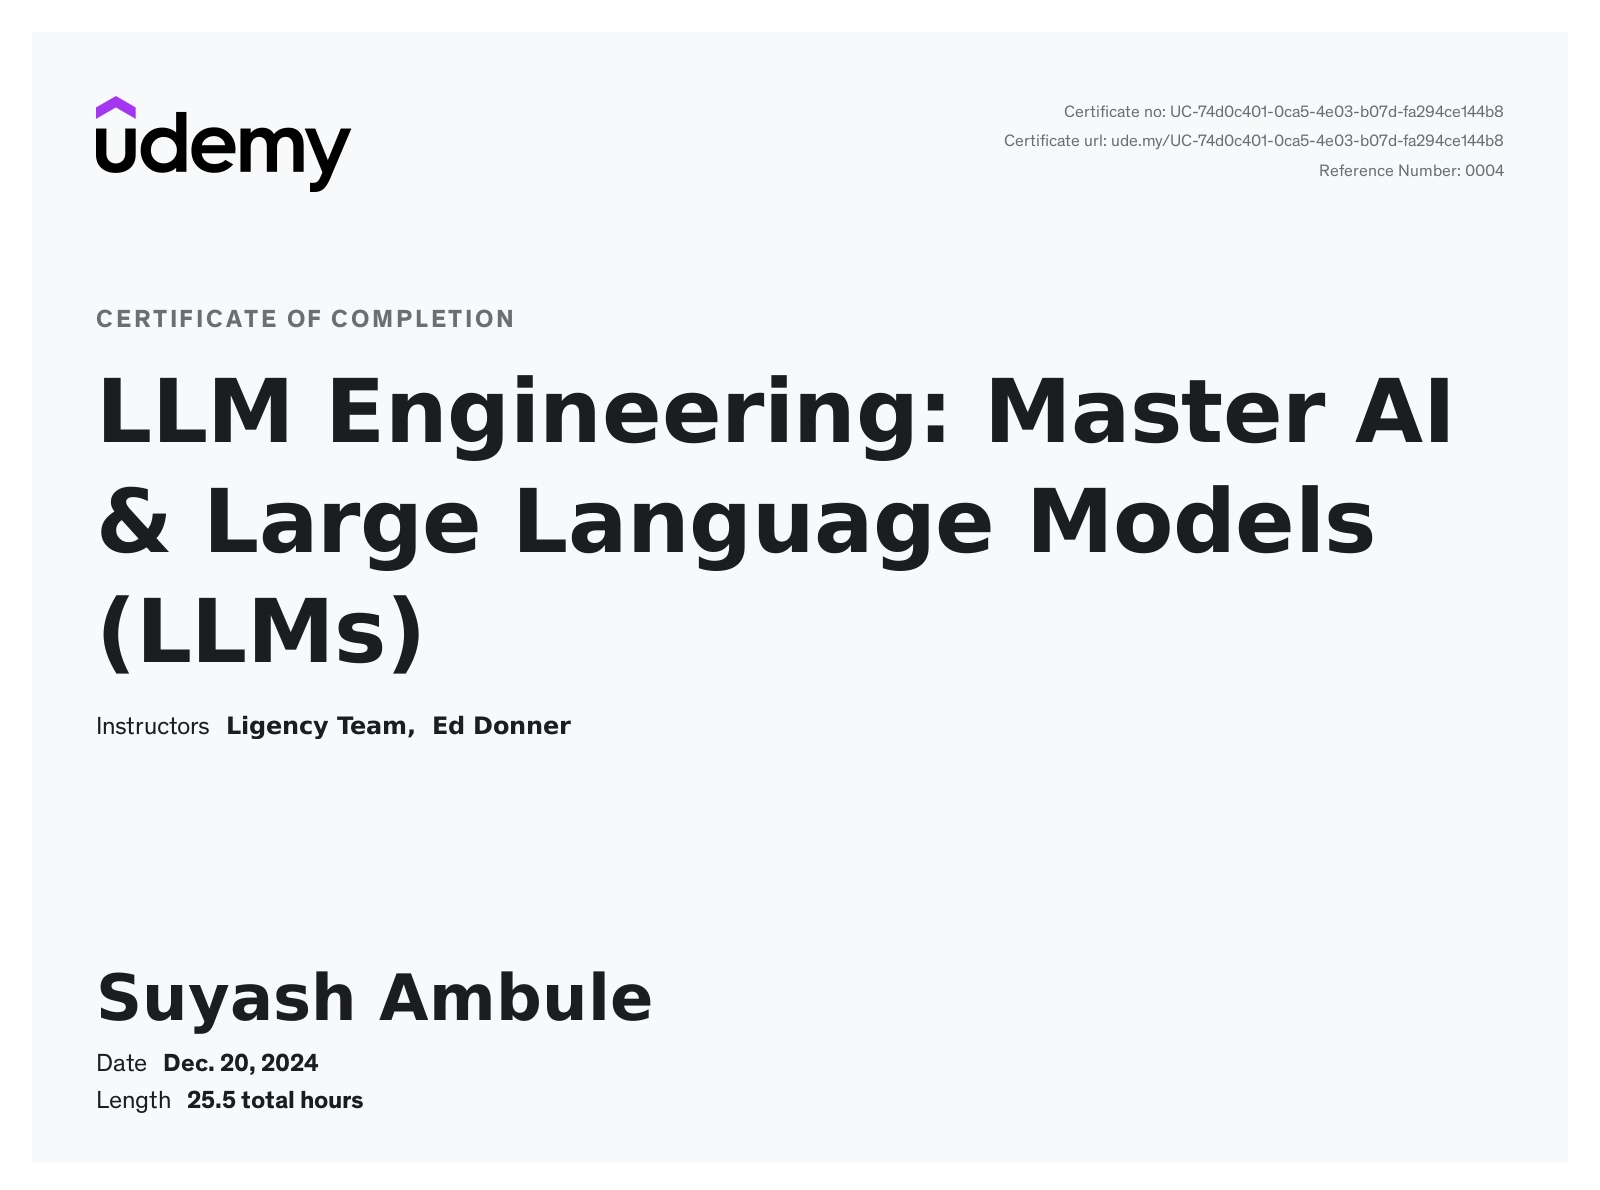 udemy
Certificate no: UC-74d0c401-0ca5-4e03-b07d-fa294ce144b8
Certificate url: ude.my/UC-74d0c401-0ca5-4e03-b07d-fa294ce144b8
Reference Number: 0004
CERTIFICATE OF COMPLETION
LLM Engineering: Master AI
& Large Language Models
(LLMs)
Instructors Ligency Team, Ed Donner
Suyash Ambule
Date Dec. 20, 2024
Length 25.5 total hours